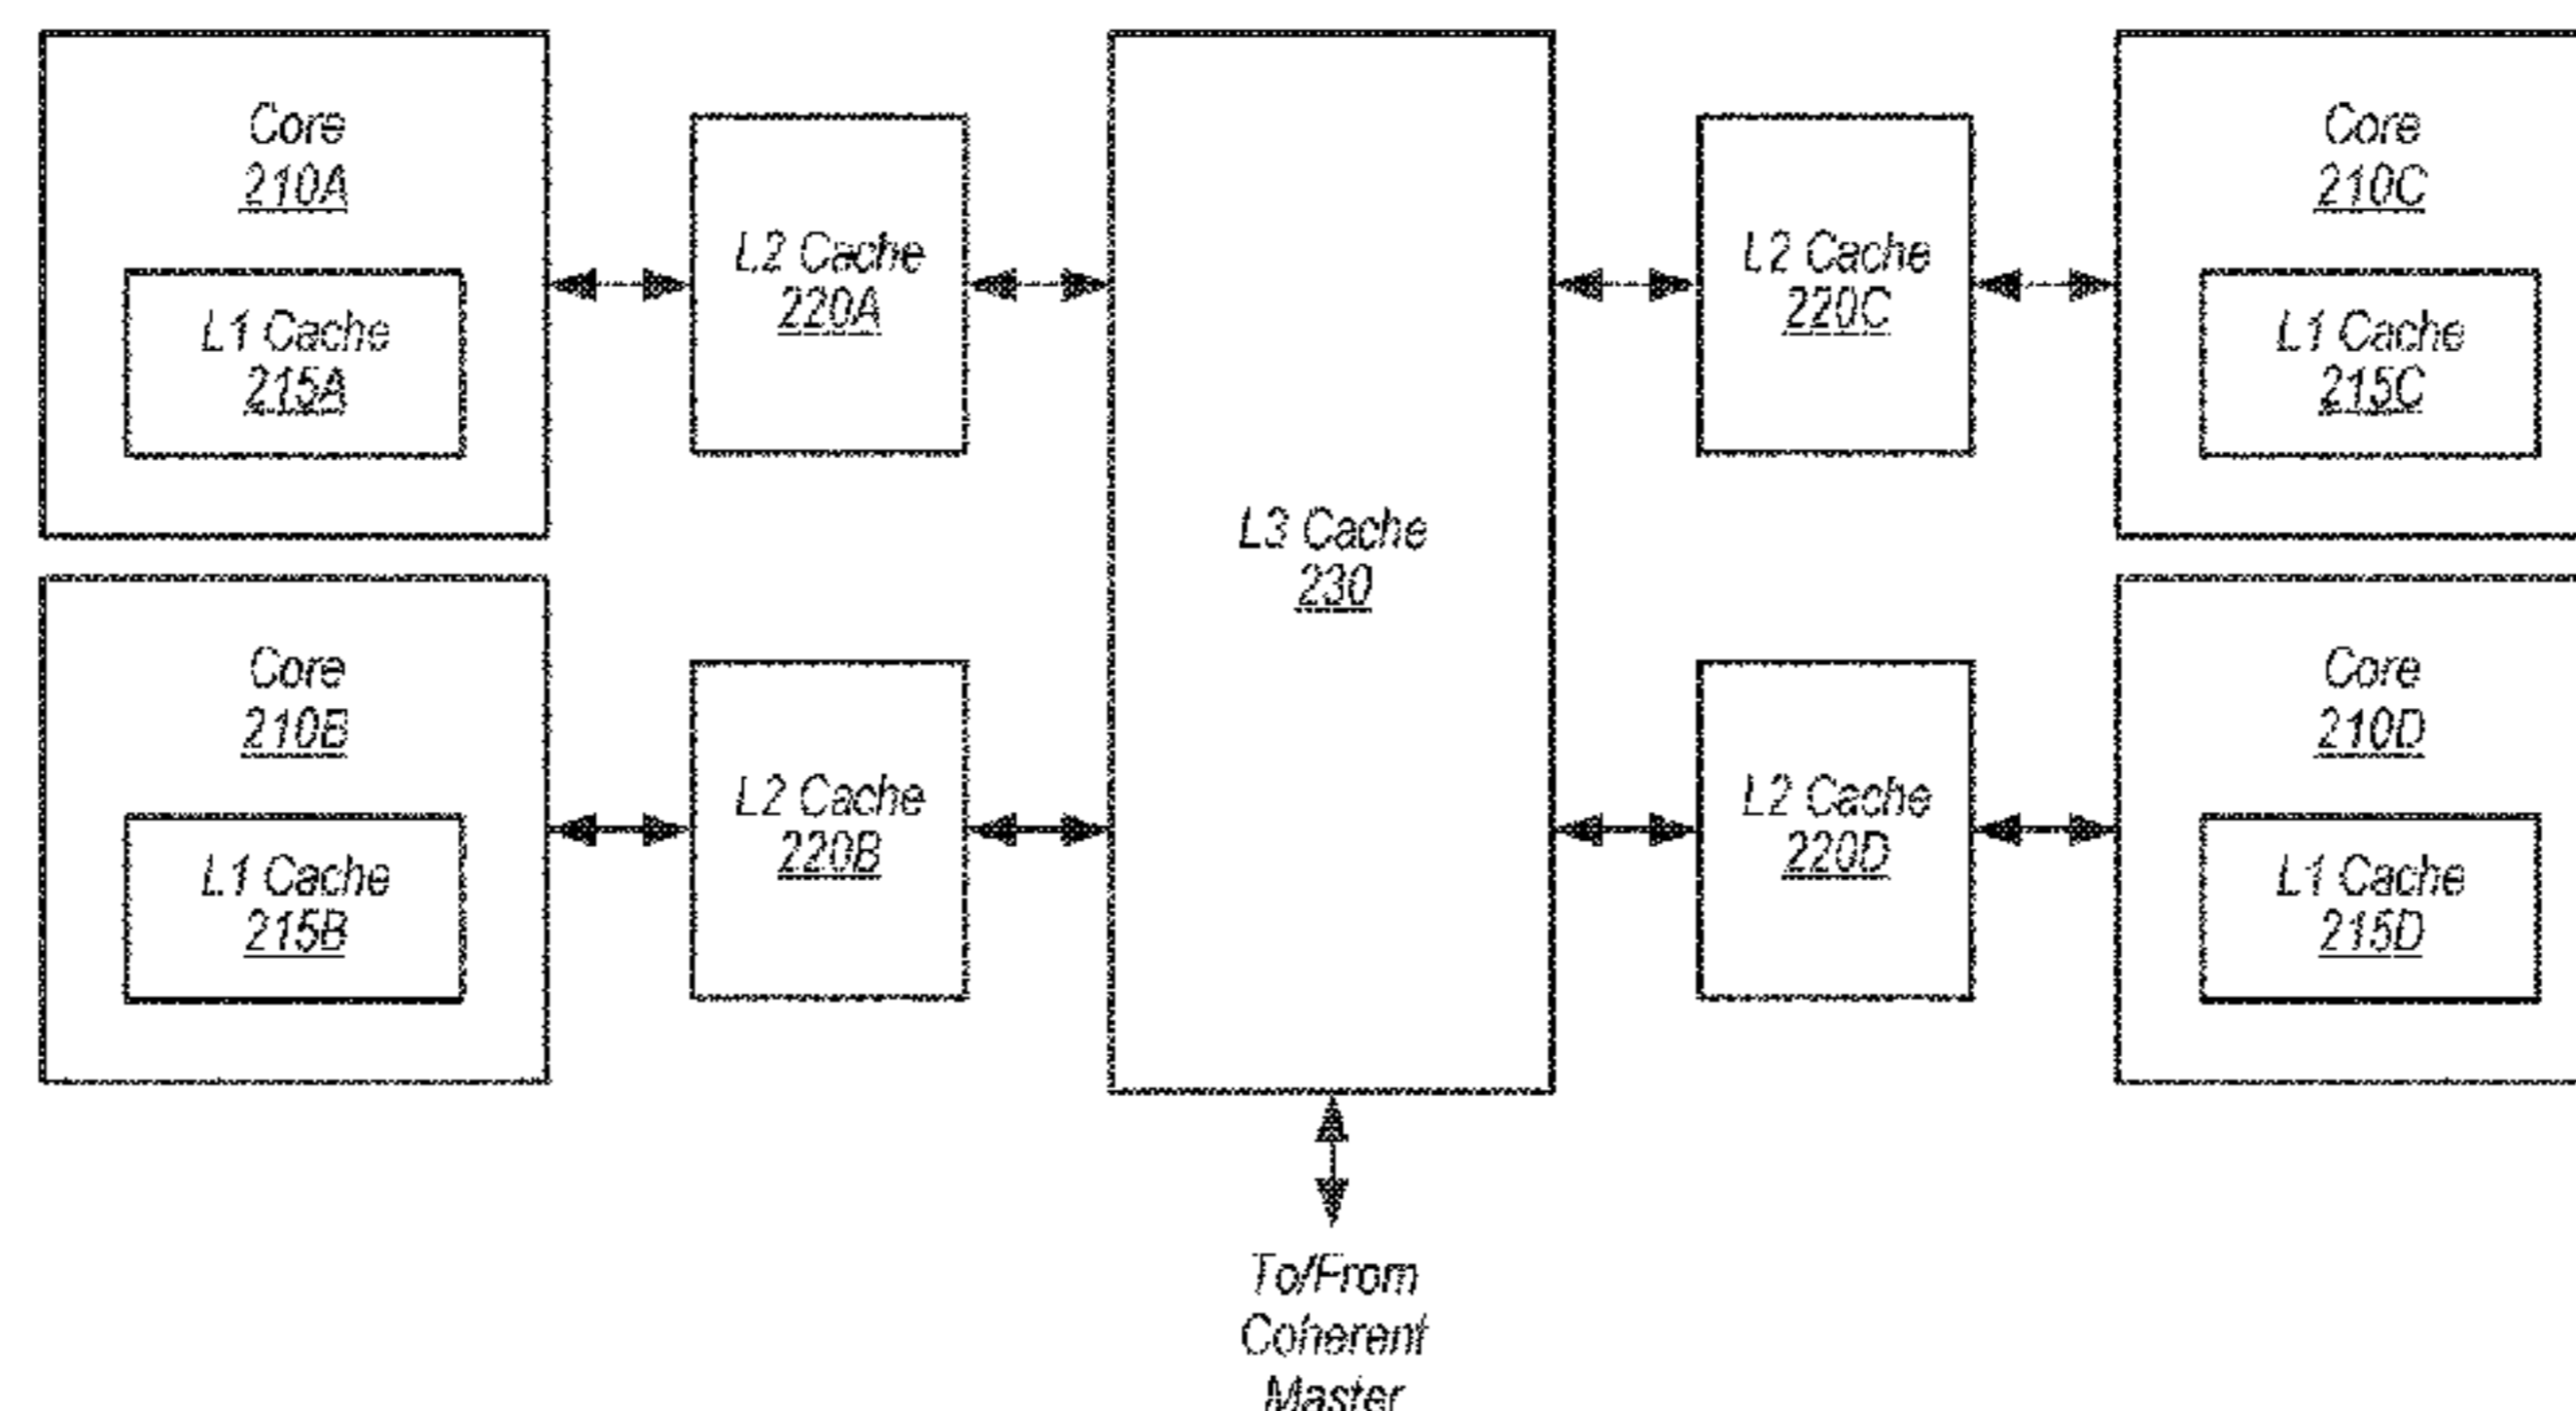 Core
210A
L1 Cache
215A
L2 Cache
220A
Core
210B
L1 Cache
215B
L2 Cache
220B
L3 Cache
230
L2 Cache
220C
Core
210C
L1 Cache
215C
L2 Cache
220D
Core
210D
L1 Cache
215D
To/From
Coherent
Master